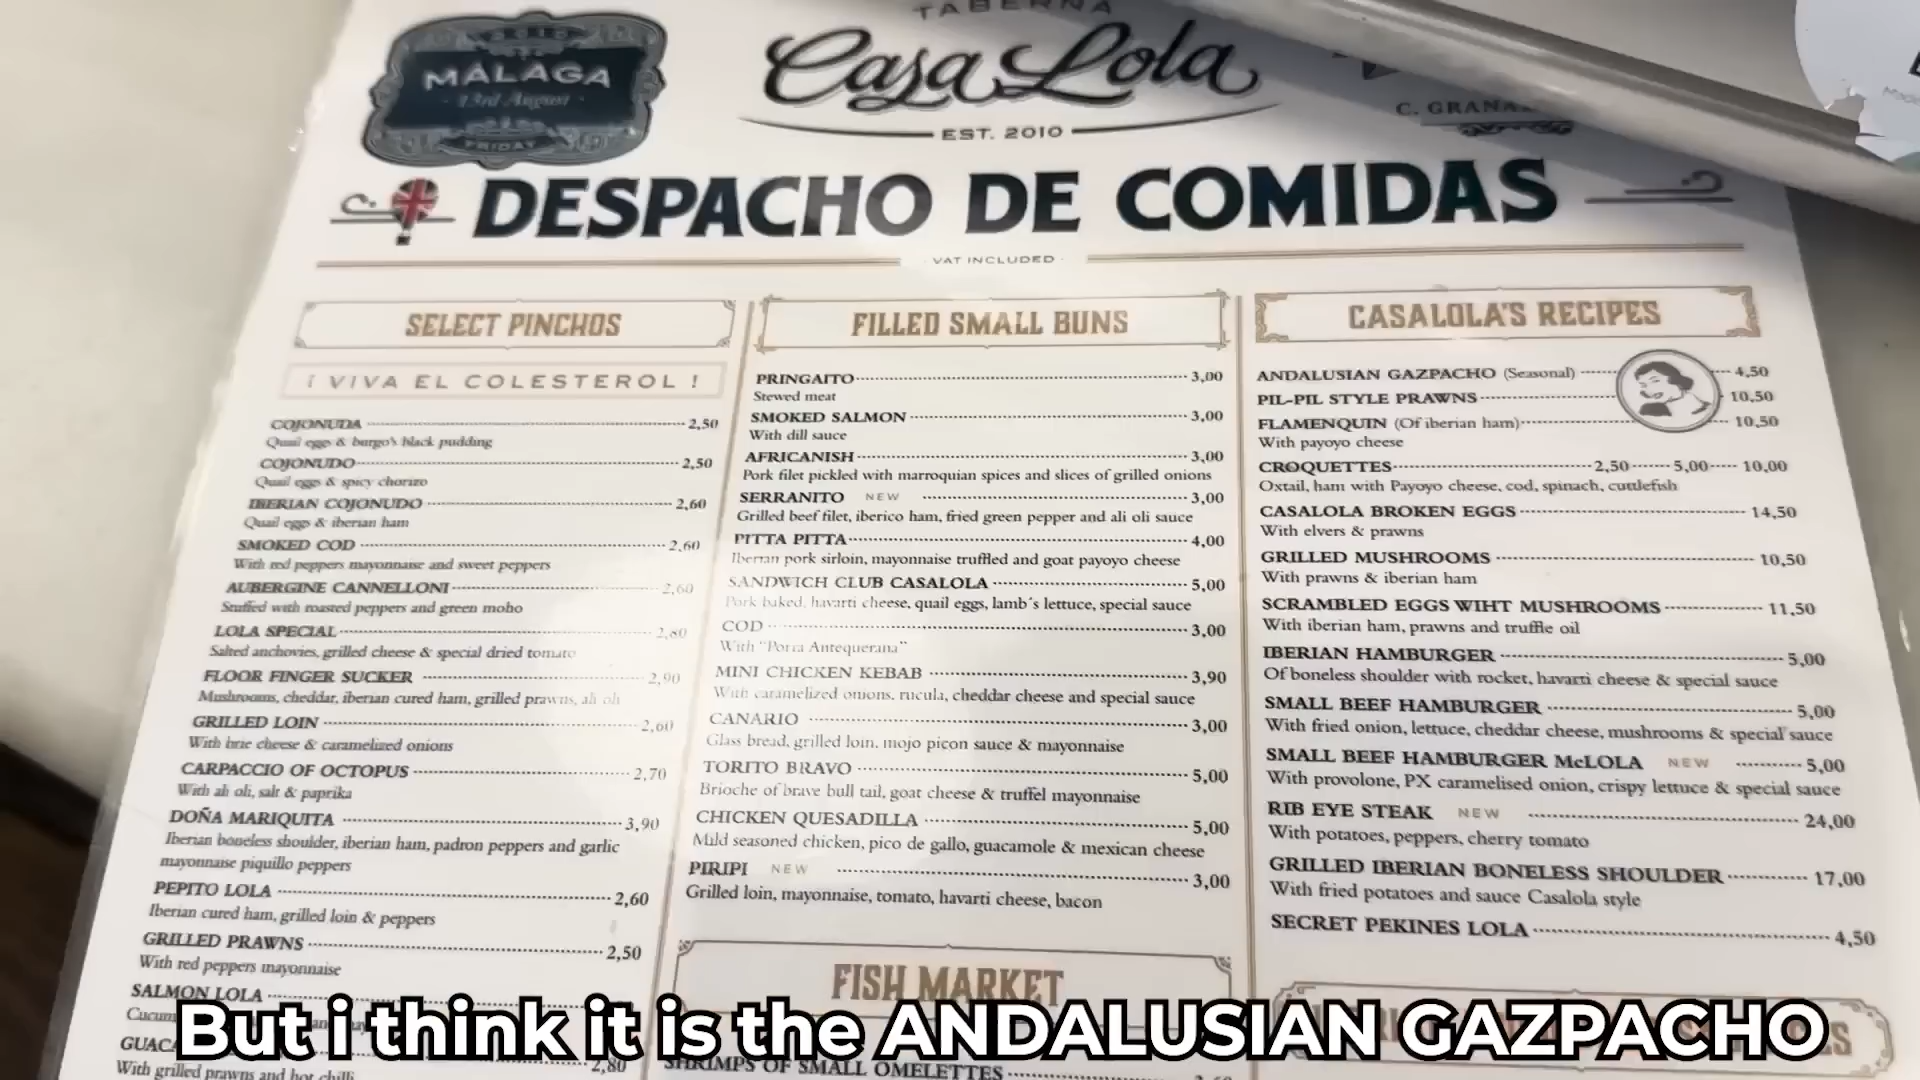 TABERNA
Casa Lola
EST. 2010
MÁLAGA
13rd August
FRIDAY
C. GRANA
DESPACHO DE COMIDAS
VAT INCLUDED
SELECT PINCHOS
¡ VIVA EL COLESTEROL !
COJONUDA 2,50
Quail eggs & burgo's black pudding
COJONUDO 2,50
Quail eggs & spicy chorizo
IBERIAN COJONUDO 2,60
Quail eggs & iberian ham
SMOKED COD 2,60
With red peppers mayonnaise and sweet peppers
AUBERGINE CANNELLONI 2,60
Stuffed with roasted peppers and green moho
LOLA SPECIAL 2,80
Salted anchovies, grilled cheese & special dried tomato
FLOOR FINGER SUCKER 2,90
Mushrooms, cheddar, iberian cured ham, grilled prawns, ali oli
GRILLED LOIN 2,60
With brie cheese & caramelized onions
CARPACCIO OF OCTOPUS 2,70
With ali oli, salt & paprika
DOÑA MARIQUITA 3,90
Iberian boneless shoulder, iberian ham, padron peppers and garlic
mayonnaise piquillo peppers
PEPITO LOLA 2,60
Iberian cured ham, grilled loin & peppers
GRILLED PRAWNS 2,50
With red peppers mayonnaise
SALMON LOLA
Cucum
GUACA 2,80
With grilled prawns and hot chilli
FILLED SMALL BUNS
PRINGAITO 3,00
Stewed meat
SMOKED SALMON 3,00
With dill sauce
AFRICANISH 3,00
Pork filet pickled with marroquian spices and slices of grilled onions
SERRANITO NEW 3,00
Grilled beef filet, iberico ham, fried green pepper and ali oli sauce
PITTA PITTA 4,00
Iberian pork sirloin, mayonnaise truffled and goat payoyo cheese
SANDWICH CLUB CASALOLA 5,00
Pork baked, havarti cheese, quail eggs, lamb´s lettuce, special sauce
COD 3,00
With "Porra Antequerana"
MINI CHICKEN KEBAB 3,90
With caramelized onions, rucula, cheddar cheese and special sauce
CANARIO 3,00
Glass bread, grilled loin, mojo picon sauce & mayonnaise
TORITO BRAVO 5,00
Brioche of brave bull tail, goat cheese & truffel mayonnaise
CHICKEN QUESADILLA 5,00
Mild seasoned chicken, pico de gallo, guacamole & mexican cheese
PIRIPI NEW 3,00
Grilled loin, mayonnaise, tomato, havarti cheese, bacon
FISH MARKET
SHRIMPS OF SMALL OMELETTES
CASALOLA'S RECIPES
ANDALUSIAN GAZPACHO (Seasonal) 4,50
PIL-PIL STYLE PRAWNS 10,50
FLAMENQUIN (Of iberian ham) 10,50
With payoyo cheese
CROQUETTES 2,50 5,00 10,00
Oxtail, ham with Payoyo cheese, cod, spinach, cuttlefish
CASALOLA BROKEN EGGS 14,50
With elvers & prawns
GRILLED MUSHROOMS 10,50
With prawns & iberian ham
SCRAMBLED EGGS WIHT MUSHROOMS 11,50
With iberian ham, prawns and truffle oil
IBERIAN HAMBURGER 5,00
Of boneless shoulder with rocket, havarti cheese & special sauce
SMALL BEEF HAMBURGER 5,00
With fried onion, lettuce, cheddar cheese, mushrooms & special sauce
SMALL BEEF HAMBURGER McLOLA NEW 5,00
With provolone, PX caramelised onion, crispy lettuce & special sauce
RIB EYE STEAK NEW 24,00
With potatoes, peppers, cherry tomato
GRILLED IBERIAN BONELESS SHOULDER 17,00
With fried potatoes and sauce Casalola style
SECRET PEKINES LOLA 4,50
But i think it is the ANDALUSIAN GAZPACHO